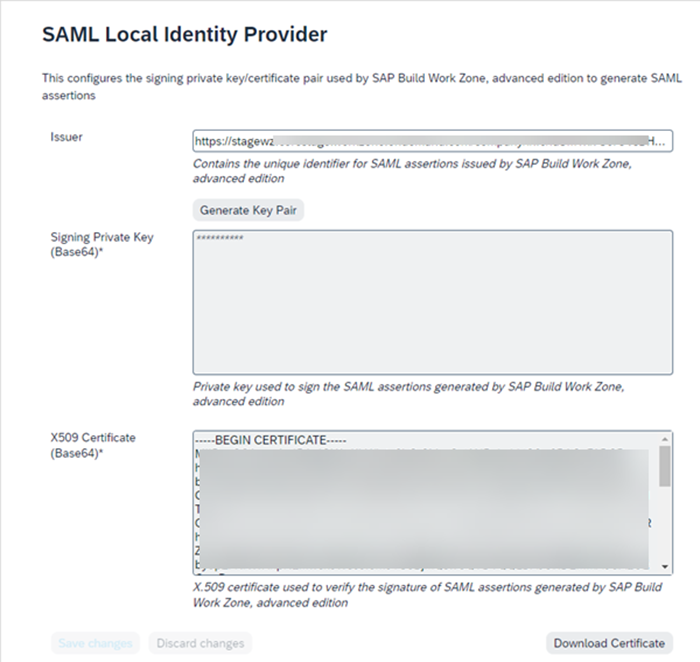 SAML Local Identity Provider
This configures the signing private key/certificate pair used by SAP Build Work Zone, advanced edition to generate SAML
assertions
Issuer
https://stagewz
Contains the unique identifier for SAML assertions issued by SAP Build Work Zone,
advanced edition
Generate Key Pair
Signing Private Key
(Base64)*
**********
Private key used to sign the SAML assertions generated by SAP Build Work Zone,
advanced edition
X509 Certificate
(Base64)*
-----BEGIN CERTIFICATE-----
X.509 certificate used to verify the signature of SAML assertions generated by SAP Build
Work Zone, advanced edition
Save changes
Discard changes
Download Certificate